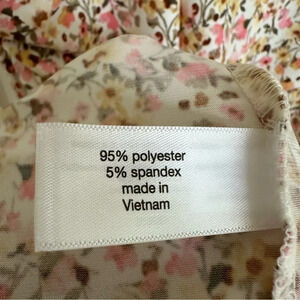 95% polyester
5% spandex
made in
Vietnam